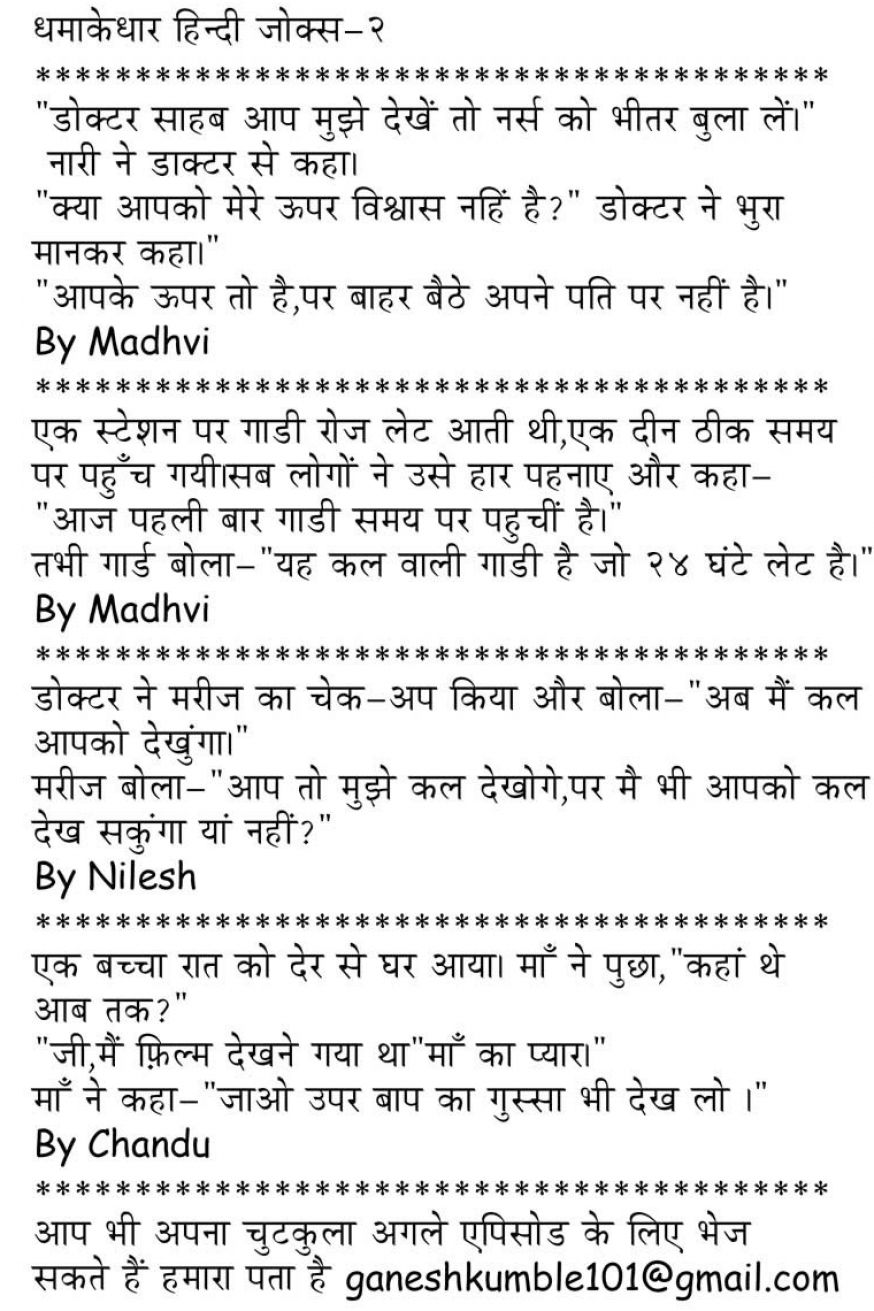 धमाकेधार हिन्दी जोक्स-२
****************************************
"डोक्टर साहब आप मुझे देखें तो नर्स को भीतर बुला लें।"
नारी ने डाक्टर से कहा।
"क्या आपको मेरे ऊपर विश्वास नहिं है?" डोक्टर ने भुरा
मानकर कहा।"
"आपके ऊपर तो है,पर बाहर बैठे अपने पति पर नहीं है।"
By Madhvi
****************************************
एक स्टेशन पर गाडी रोज लेट आती थी,एक दीन ठीक समय
पर पहुँच गयी।सब लोगों ने उसे हार पहनाए और कहा-
"आज पहली बार गाडी समय पर पहुचीं है।"
तभी गार्ड बोला-"यह कल वाली गाडी है जो २४ घंटे लेट है।"
By Madhvi
****************************************
डोक्टर ने मरीज का चेक-अप किया और बोला-"अब मैं कल
आपको देखुंगा।"
मरीज बोला-"आप तो मुझे कल देखोगे,पर मै भी आपको कल
देख सकुंगा यां नहीं?"
By Nilesh
****************************************
एक बच्चा रात को देर से घर आया। माँ ने पुछा,"कहां थे
आब तक?"
"जी,मैं फ़िल्म देखने गया था"माँ का प्यार।"
माँ ने कहा-"जाओ उपर बाप का गुस्सा भी देख लो ।"
By Chandu
****************************************
आप भी अपना चुटकुला अगले एपिसोड के लिए भेज
सकते हैं हमारा पता है ganeshkumble101@gmail.com